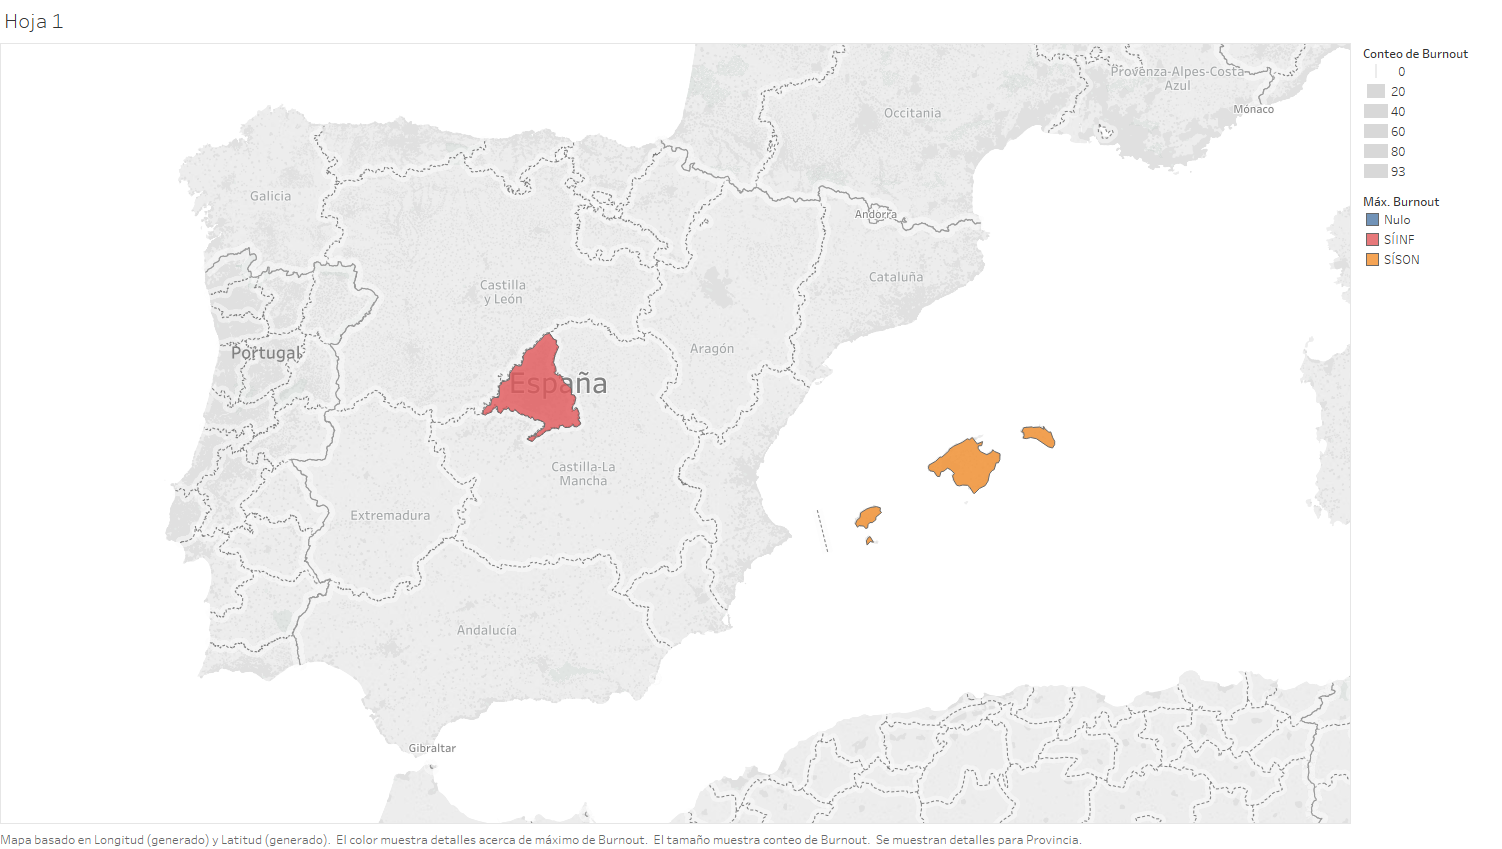 Hoja 1
Conteo de Burnout
0
20
40
60
80
93
Máx. Burnout
Nulo
SÍINF
SÍSON
Provenza-Alpes-Costa
Azul
Mónaco
Occitania
Galicia
Andorra
Castilla
y León
Cataluña
Portugal
Aragón
España
Castilla-La
Mancha
Extremadura
Andalucía
Gibraltar
Mapa basado en Longitud (generado) y Latitud (generado).  El color muestra detalles acerca de máximo de Burnout.  El tamaño muestra conteo de Burnout.  Se muestran detalles para Provincia.